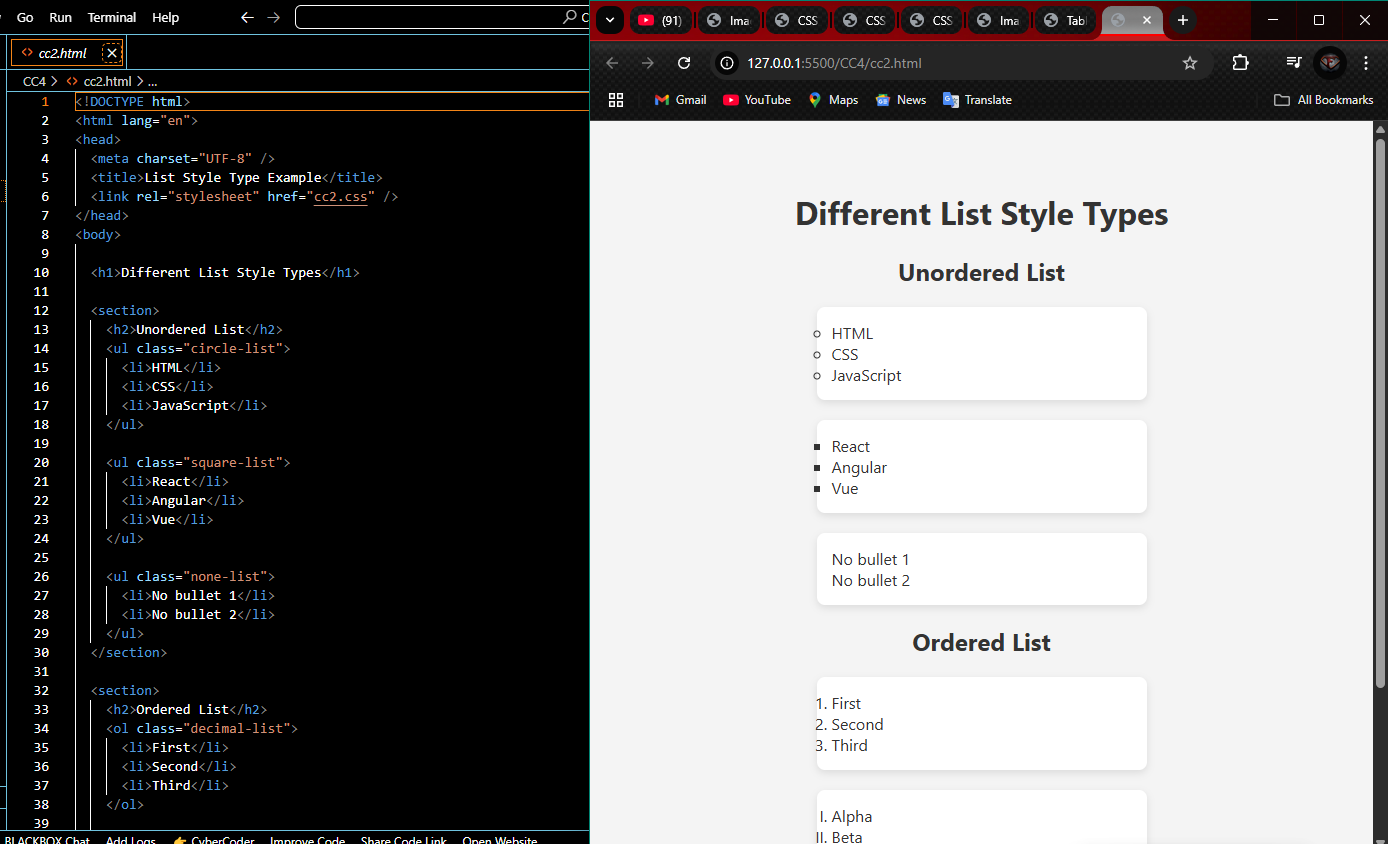 Go Run Terminal Help
cc2.html
CC4 > cc2.html > ...
1 <!DOCTYPE html>
2 <html lang="en">
3 <head>
4 <meta charset="UTF-8" />
5 <title>List Style Type Example</title>
6 <link rel="stylesheet" href="cc2.css" />
7 </head>
8 <body>
9
10 <h1>Different List Style Types</h1>
11
12 <section>
13 <h2>Unordered List</h2>
14 <ul class="circle-list">
15 <li>HTML</li>
16 <li>CSS</li>
17 <li>JavaScript</li>
18 </ul>
19
20 <ul class="square-list">
21 <li>React</li>
22 <li>Angular</li>
23 <li>Vue</li>
24 </ul>
25
26 <ul class="none-list">
27 <li>No bullet 1</li>
28 <li>No bullet 2</li>
29 </ul>
30 </section>
31
32 <section>
33 <h2>Ordered List</h2>
34 <ol class="decimal-list">
35 <li>First</li>
36 <li>Second</li>
37 <li>Third</li>
38 </ol>
39
BLACKBOX Chat Add Logs CyberCoder Improve Code Share Code Link Open Website
(91) Ima CSS CSS CSS Ima Tab
127.0.0.1:5500/CC4/cc2.html
Gmail YouTube Maps News Translate All Bookmarks
Different List Style Types
Unordered List
HTML
CSS
JavaScript
React
Angular
Vue
No bullet 1
No bullet 2
Ordered List
1. First
2. Second
3. Third
I. Alpha
II. Beta